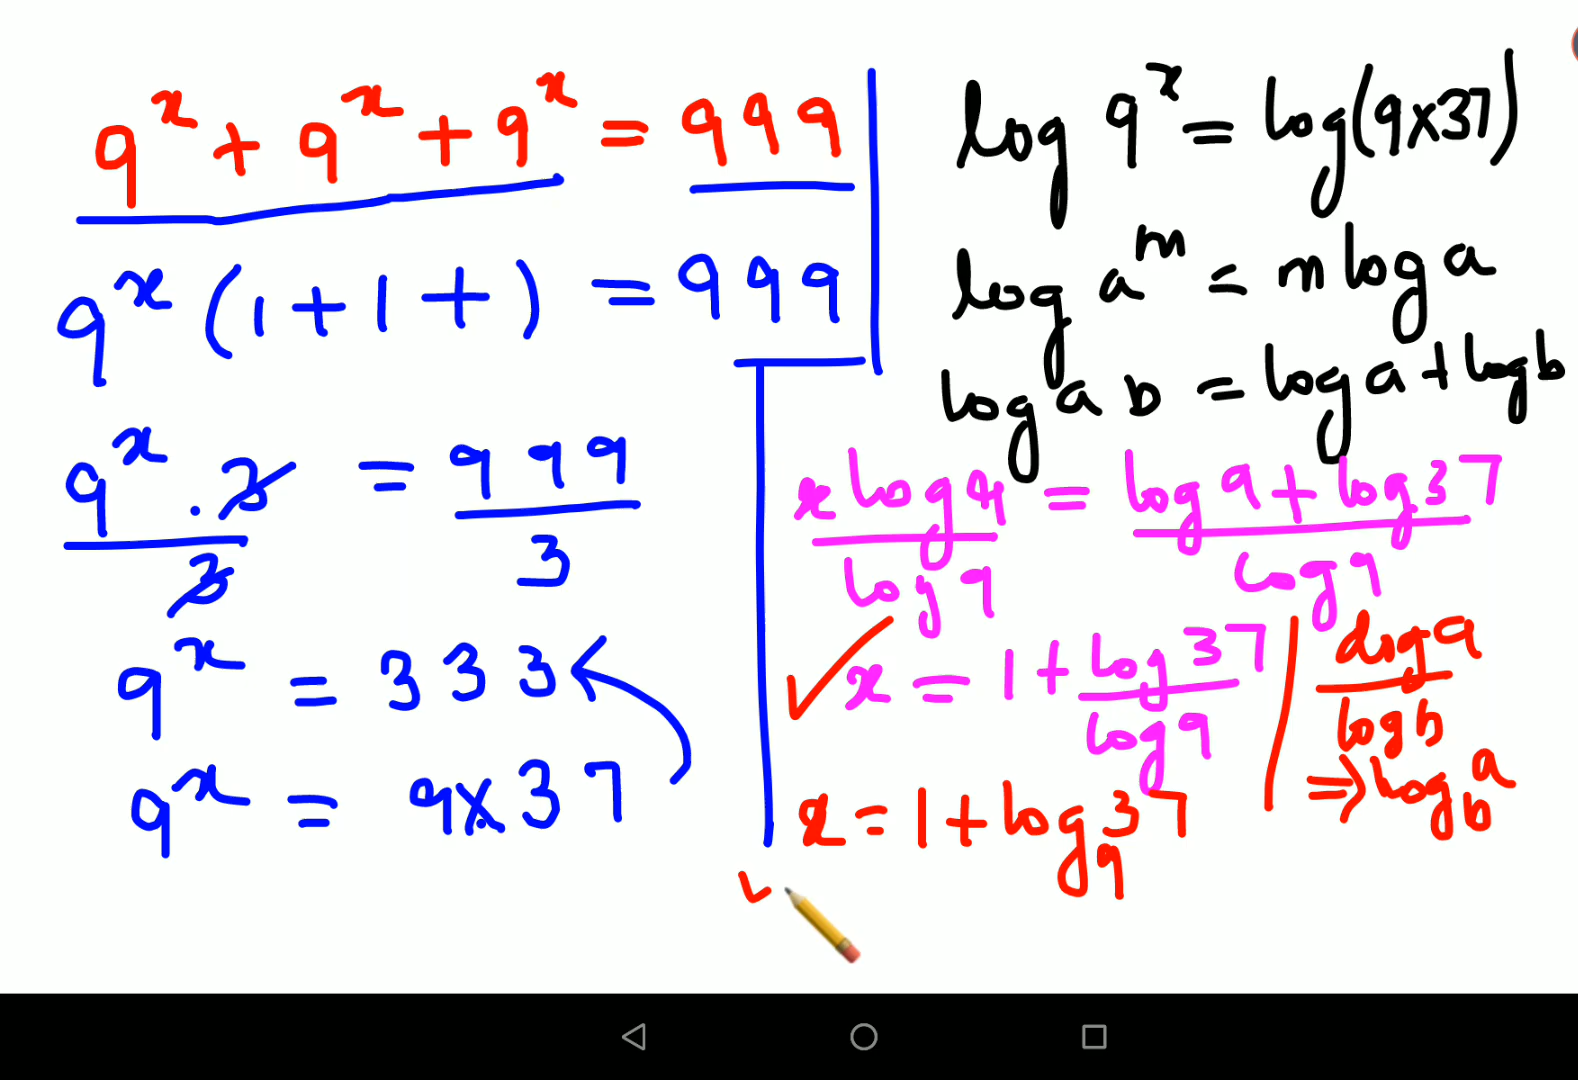 9^x + 9^x + 9^x = 999
9^x (1 + 1 + ) = 999
9^x . 3 / 3 = 999 / 3
9^x = 333
9^x = 9x37
log 9^x = log(9x37)
log a^m = m log a
log a b = log a + log b
x log 9 / log 9 = log 9 + log 37 / log 9
x = 1 + log 37 / log 9
log a / log b
⇒ log_b a
x = 1 + log_9 37